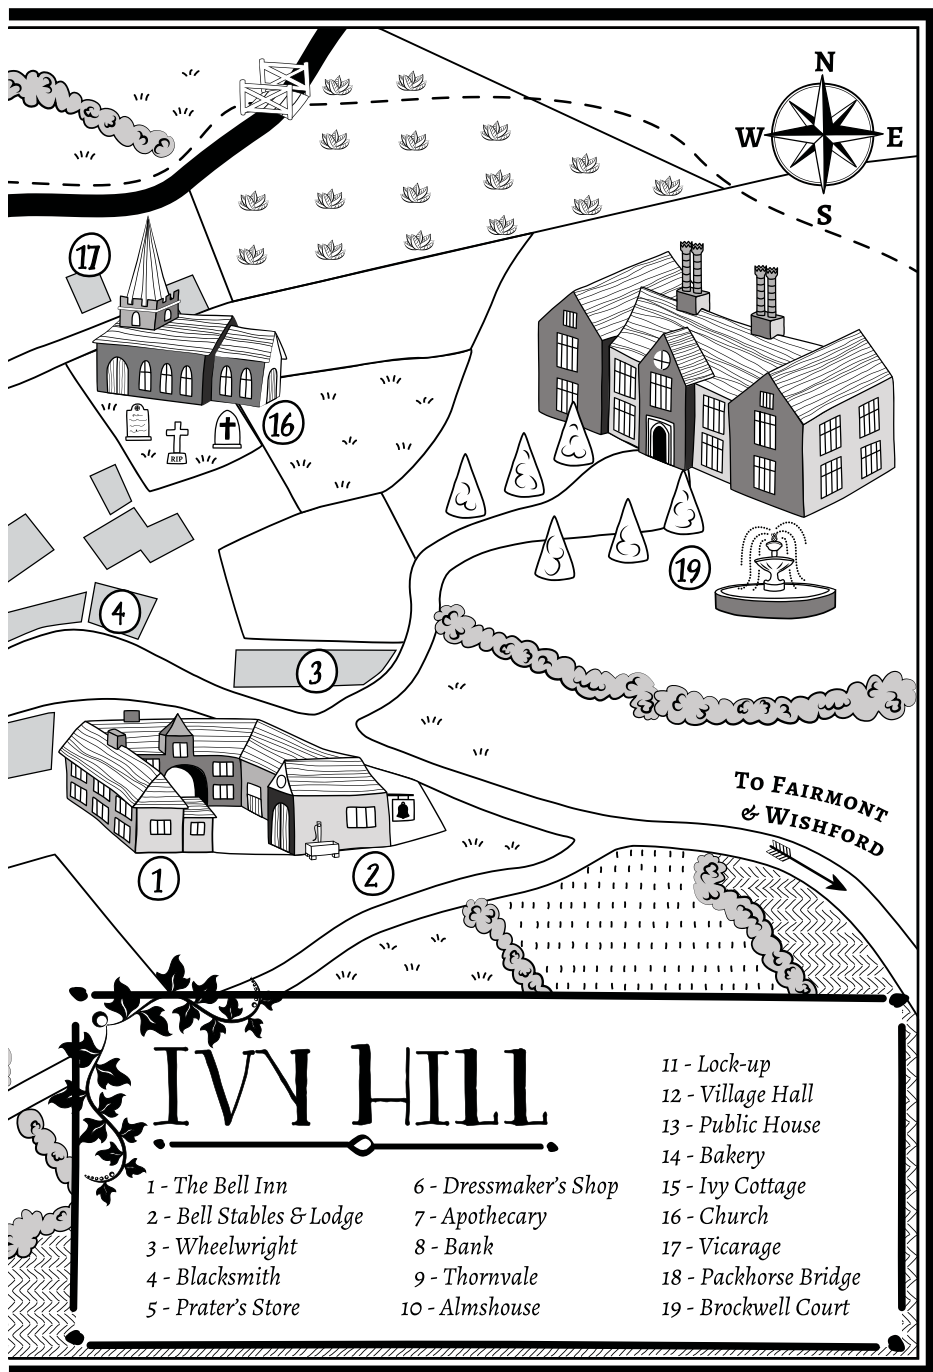 N
W
E
S
17
16
RIP
19
4
3
To Fairmont
& Wishford
1
2
Ivy Hill
1 - The Bell Inn
2 - Bell Stables & Lodge
3 - Wheelwright
4 - Blacksmith
5 - Prater's Store
6 - Dressmaker's Shop
7 - Apothecary
8 - Bank
9 - Thornvale
10 - Almshouse
11 - Lock-up
12 - Village Hall
13 - Public House
14 - Bakery
15 - Ivy Cottage
16 - Church
17 - Vicarage
18 - Packhorse Bridge
19 - Brockwell Court